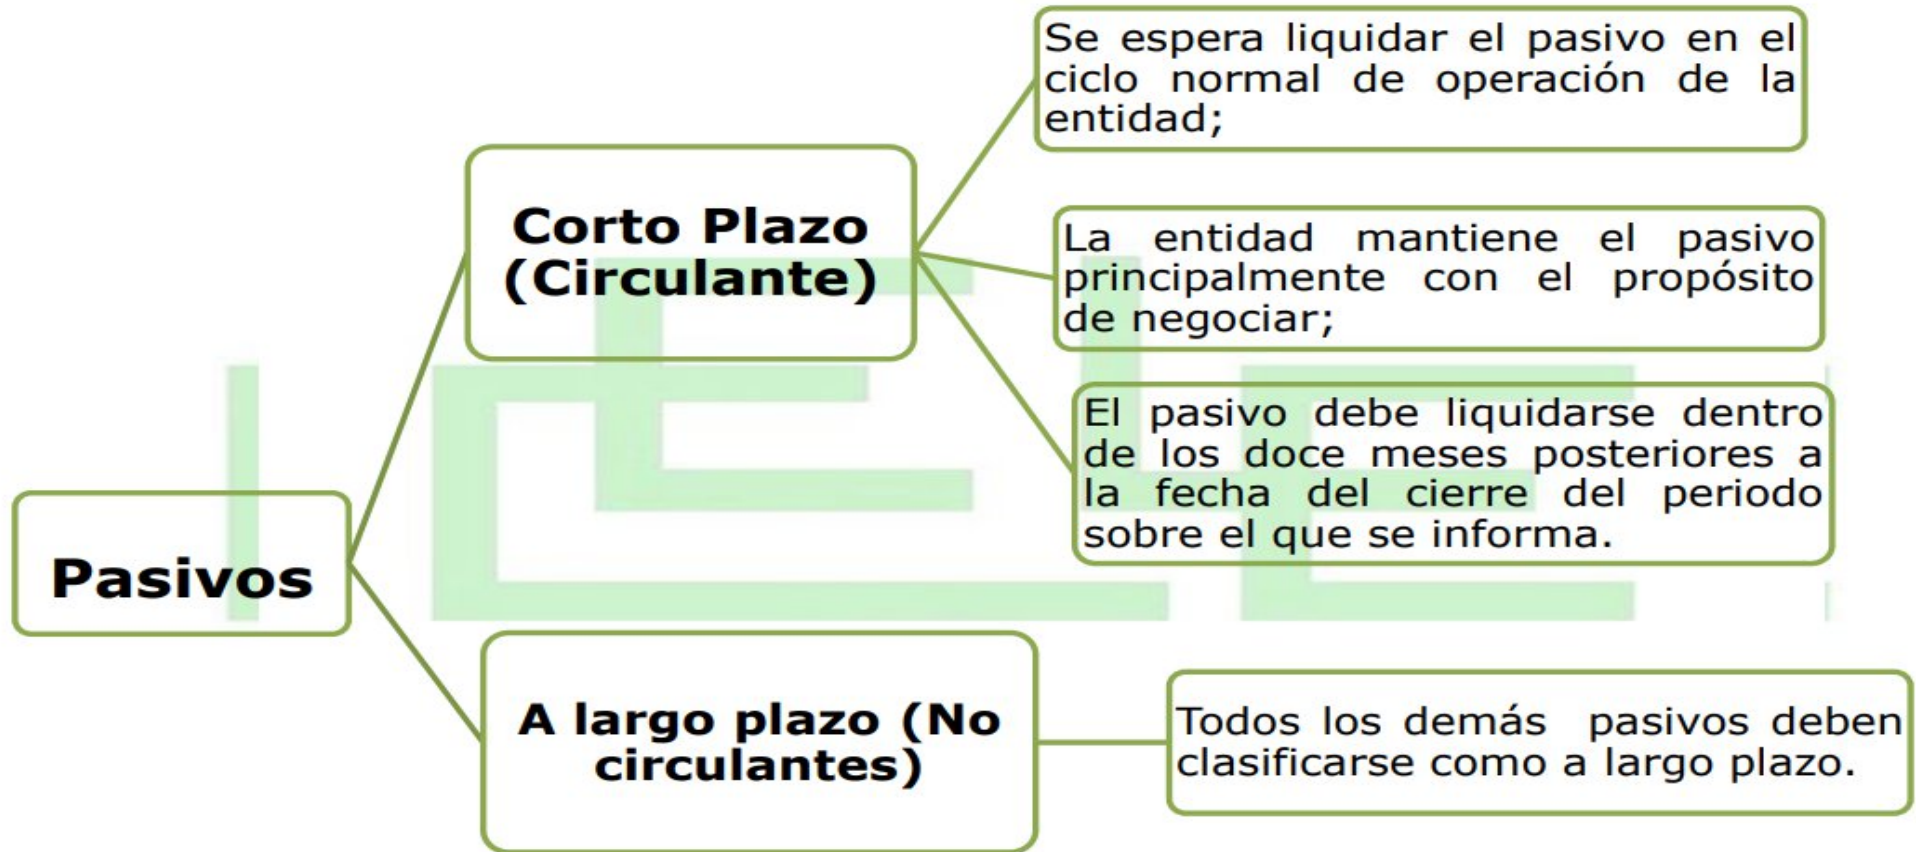 Pasivos
Corto Plazo
(Circulante)
Se espera liquidar el pasivo en el
ciclo normal de operación de la
entidad;
La entidad mantiene el pasivo
principalmente con el propósito
de negociar;
El pasivo debe liquidarse dentro
de los doce meses posteriores a
la fecha del cierre del periodo
sobre el que se informa.
A largo plazo (No
circulantes)
Todos los demás pasivos deben
clasificarse como a largo plazo.